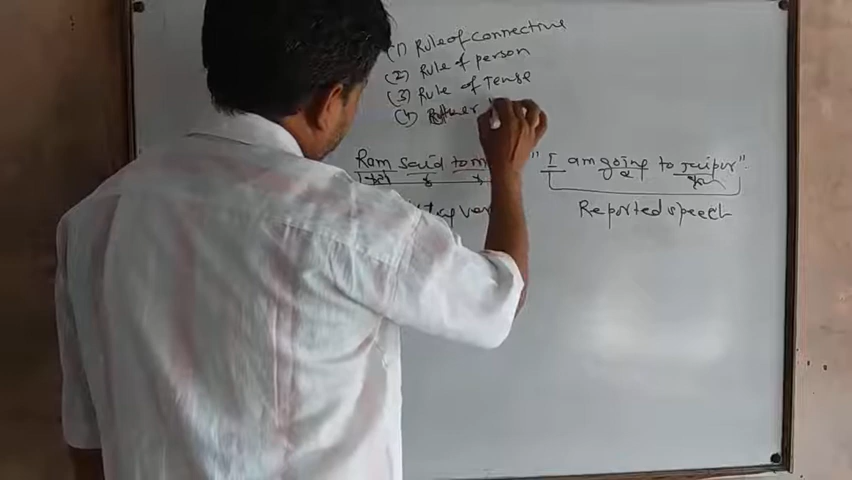 (1) Rule of connective
(2) Rule of person
(3) Rule of Tense
(4) Other
Ram said to m " I am going to Jaipur".
Reported speech